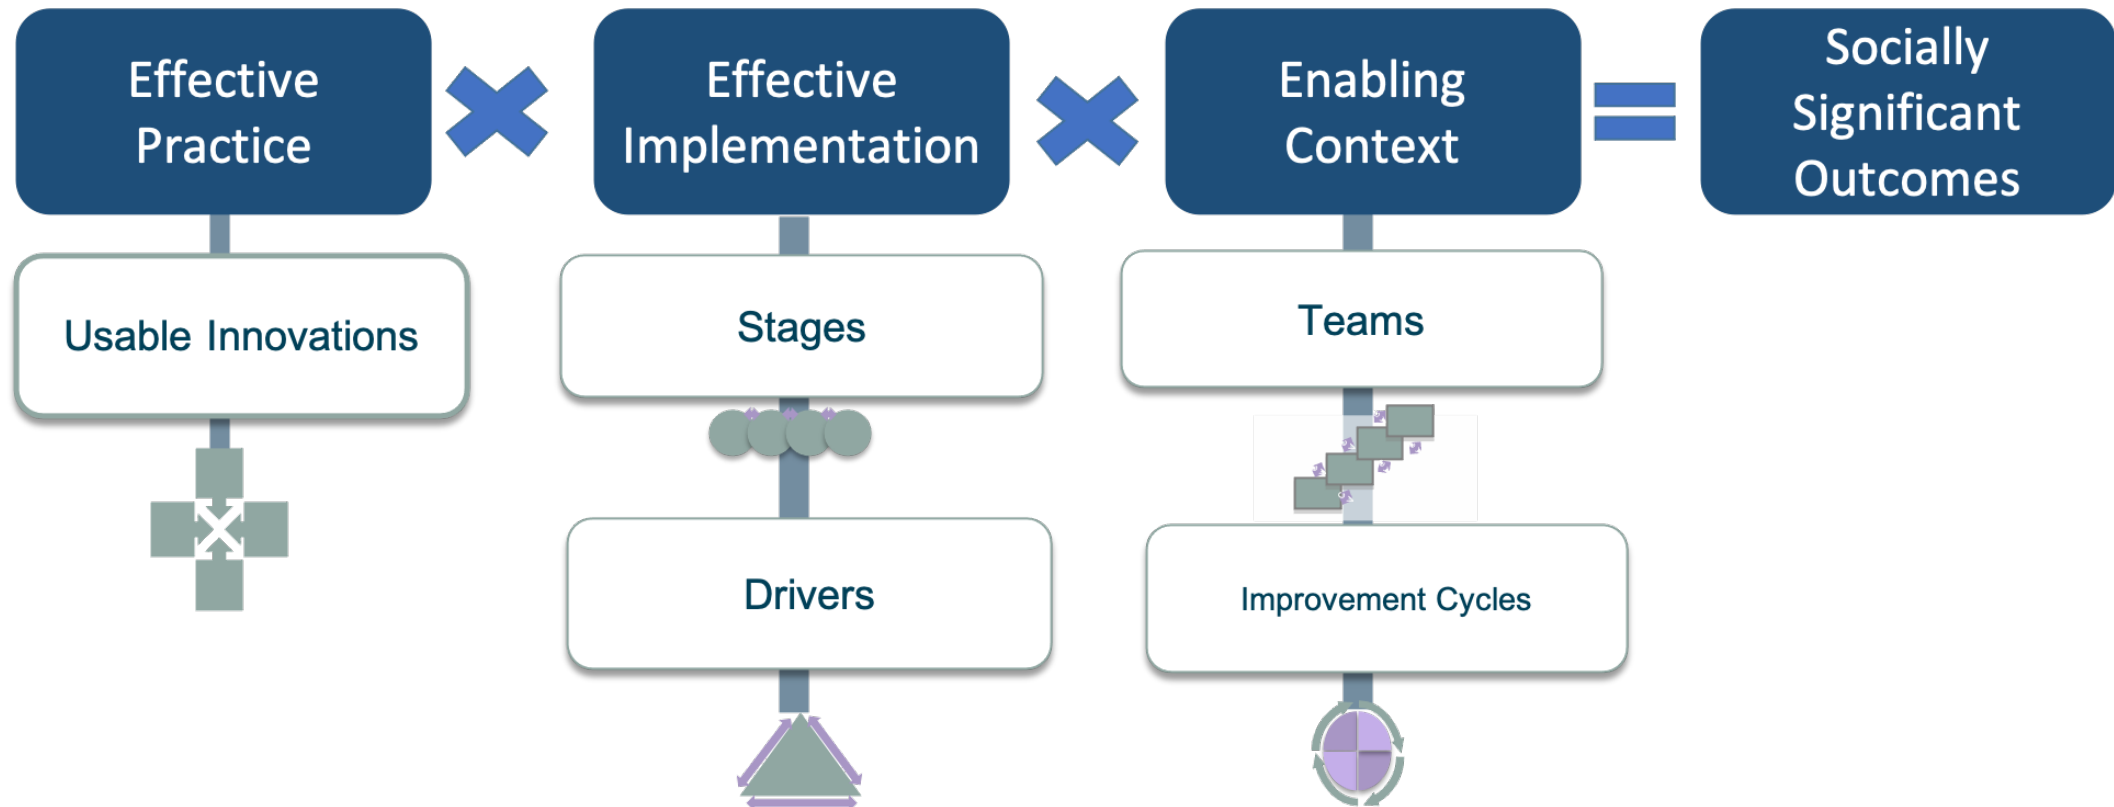 Effective
Practice
Effective
Implementation
Enabling
Context
Socially
Significant
Outcomes
Usable Innovations
Stages
Teams
Drivers
Improvement Cycles